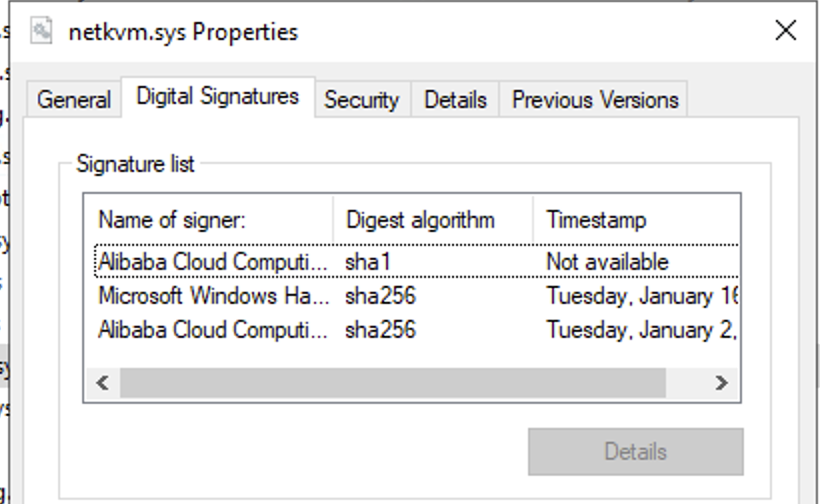 netkvm.sys Properties
General Digital Signatures Security Details Previous Versions
Signature list
Name of signer: Digest algorithm Timestamp
Alibaba Cloud Computi... sha1 Not available
Microsoft Windows Ha... sha256 Tuesday, January 16
Alibaba Cloud Computi... sha256 Tuesday, January 2,
Details